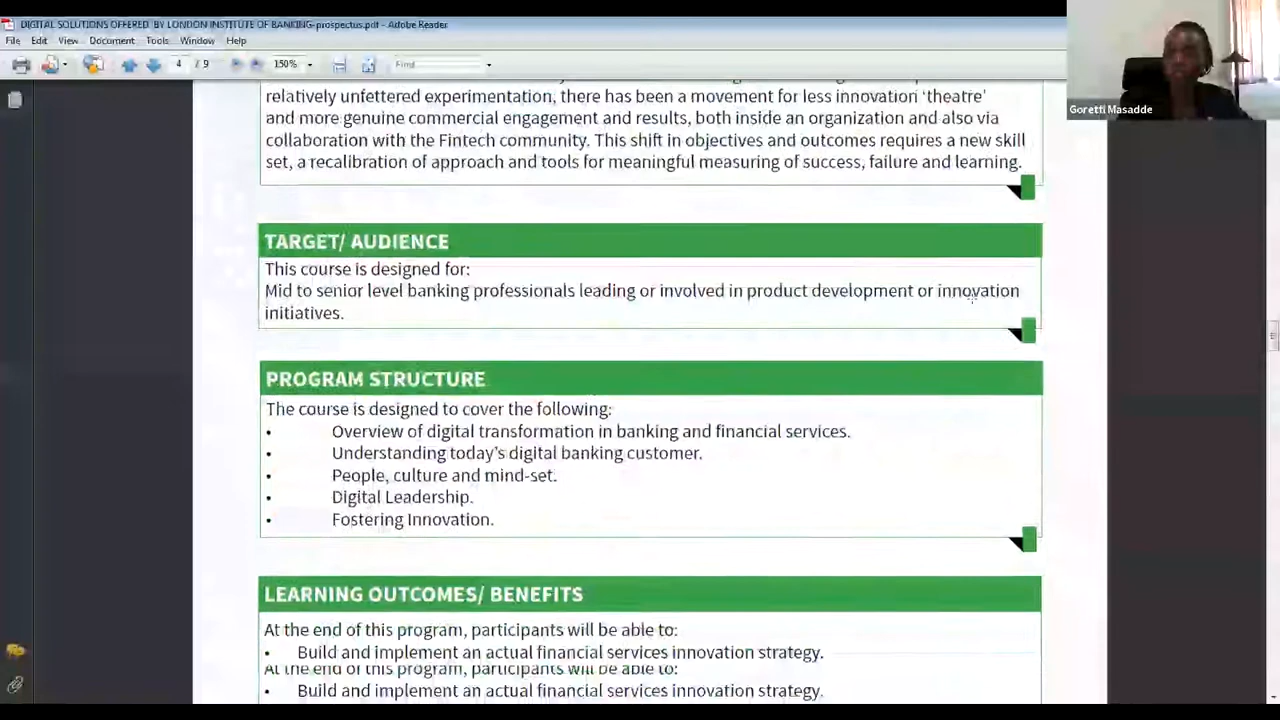 DIGITAL SOLUTIONS OFFERED BY LONDON INSTITUTE OF BANKING-prospectus.pdf - Adobe Reader
File Edit View Document Tools Window Help
4 / 9 150% Find
Goretti Masadde
relatively unfettered experimentation, there has been a movement for less innovation ‘theatre’
and more genuine commercial engagement and results, both inside an organization and also via
collaboration with the Fintech community. This shift in objectives and outcomes requires a new skill
set, a recalibration of approach and tools for meaningful measuring of success, failure and learning.
TARGET/ AUDIENCE
This course is designed for:
Mid to senior level banking professionals leading or involved in product development or innovation
initiatives.
PROGRAM STRUCTURE
The course is designed to cover the following:
• Overview of digital transformation in banking and financial services.
• Understanding today’s digital banking customer.
• People, culture and mind-set.
• Digital Leadership.
• Fostering Innovation.
LEARNING OUTCOMES/ BENEFITS
At the end of this program, participants will be able to:
• Build and implement an actual financial services innovation strategy.
At the end of this program, participants will be able to:
• Build and implement an actual financial services innovation strategy.